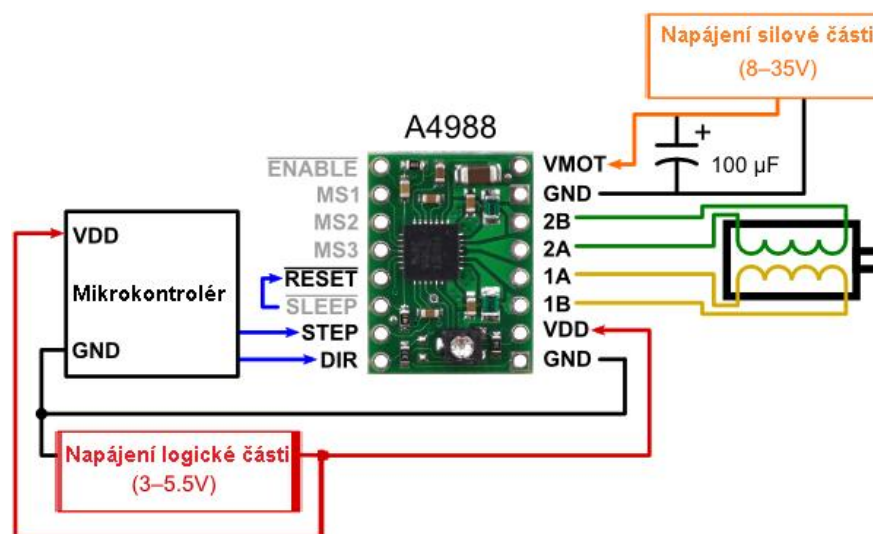 Napájení silové části
(8–35V)
A4988
ENABLE
VMOT
+
100 µF
MS1
GND
MS2
2B
VDD
MS3
2A
Mikrokontrolér
RESET
1A
SLEEP
1B
STEP
VDD
GND
DIR
GND
Napájení logické části
(3–5.5V)